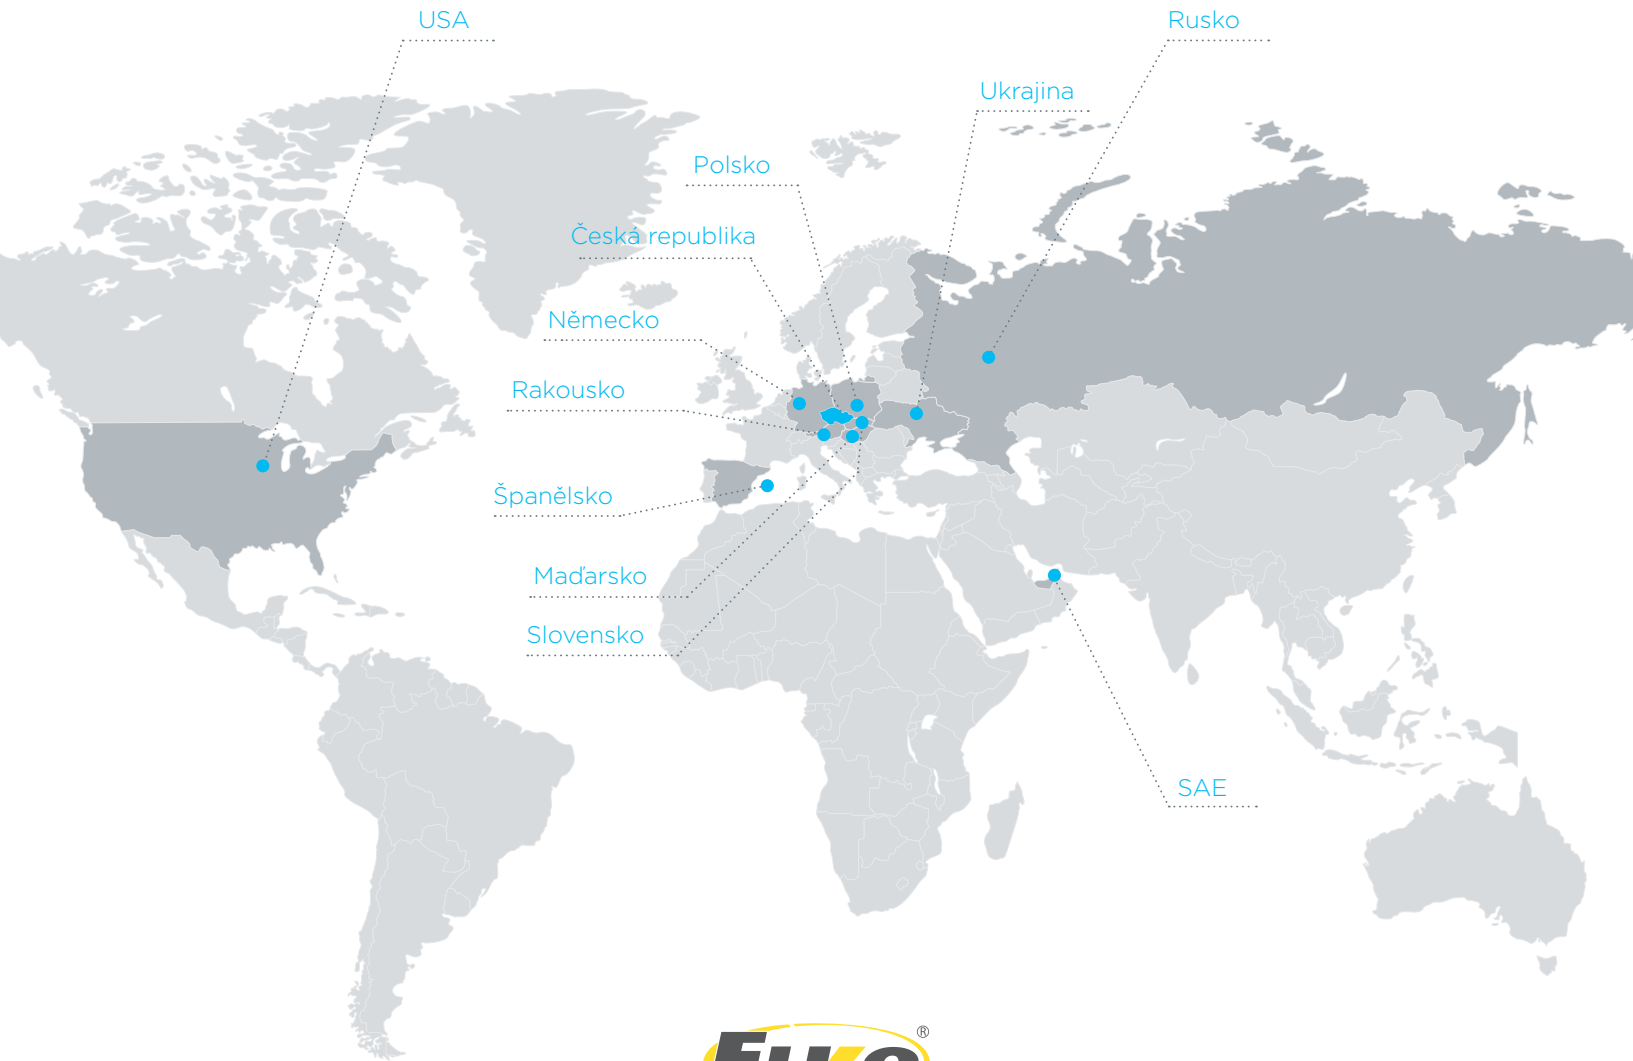 USA
Rusko
Ukrajina
Polsko
Česká republika
Německo
Rakousko
Španělsko
Maďarsko
Slovensko
SAE
®